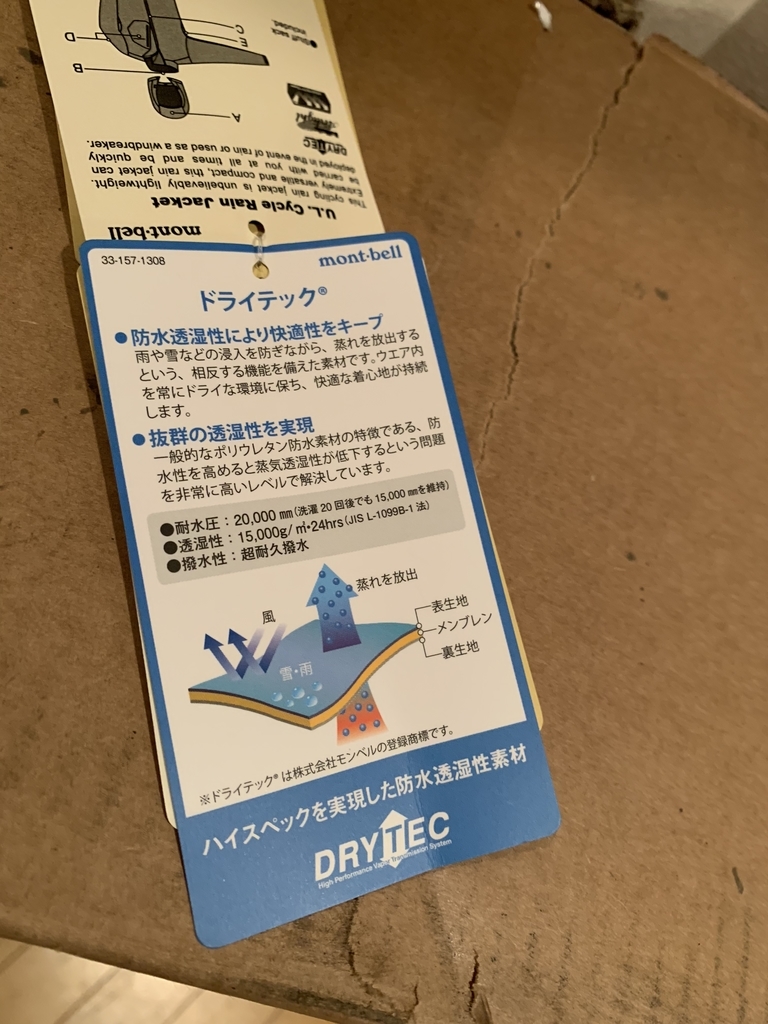 D
B
C
E
A
●Stuff sack
included.
DRYTEC
deployed in the event of rain or used as a windbreaker.
be carried with you at all times and be quickly
Extremely versatile and compact, this rain jacket can
This cycling rain jacket is unbelievably lightweight.
U.L. Cycle Rain Jacket
mont-bell
33-157-1308
mont-bell
ドライテック®
●防水透湿性により快適性をキープ
雨や雪などの浸入を防ぎながら、蒸れを放出する
という、相反する機能を備えた素材です。ウエア内
を常にドライな環境に保ち、快適な着心地が持続
します。
●抜群の透湿性を実現
一般的なポリウレタン防水素材の特徴である、防
水性を高めると蒸気透湿性が低下するという問題
を非常に高いレベルで解決しています。
●耐水圧：20,000 ㎜(洗濯 20 回後でも 15,000 ㎜を維持)
●透湿性：15,000g/㎡・24hrs(JIS L-1099B-1 法)
●撥水性：超耐久撥水
蒸れを放出
風
雪・雨
表生地
メンブレン
裏生地
※ドライテック®は株式会社モンベルの登録商標です。
ハイスペックを実現した防水透湿性素材
DRYTEC
High Performance Vapor Transmission System